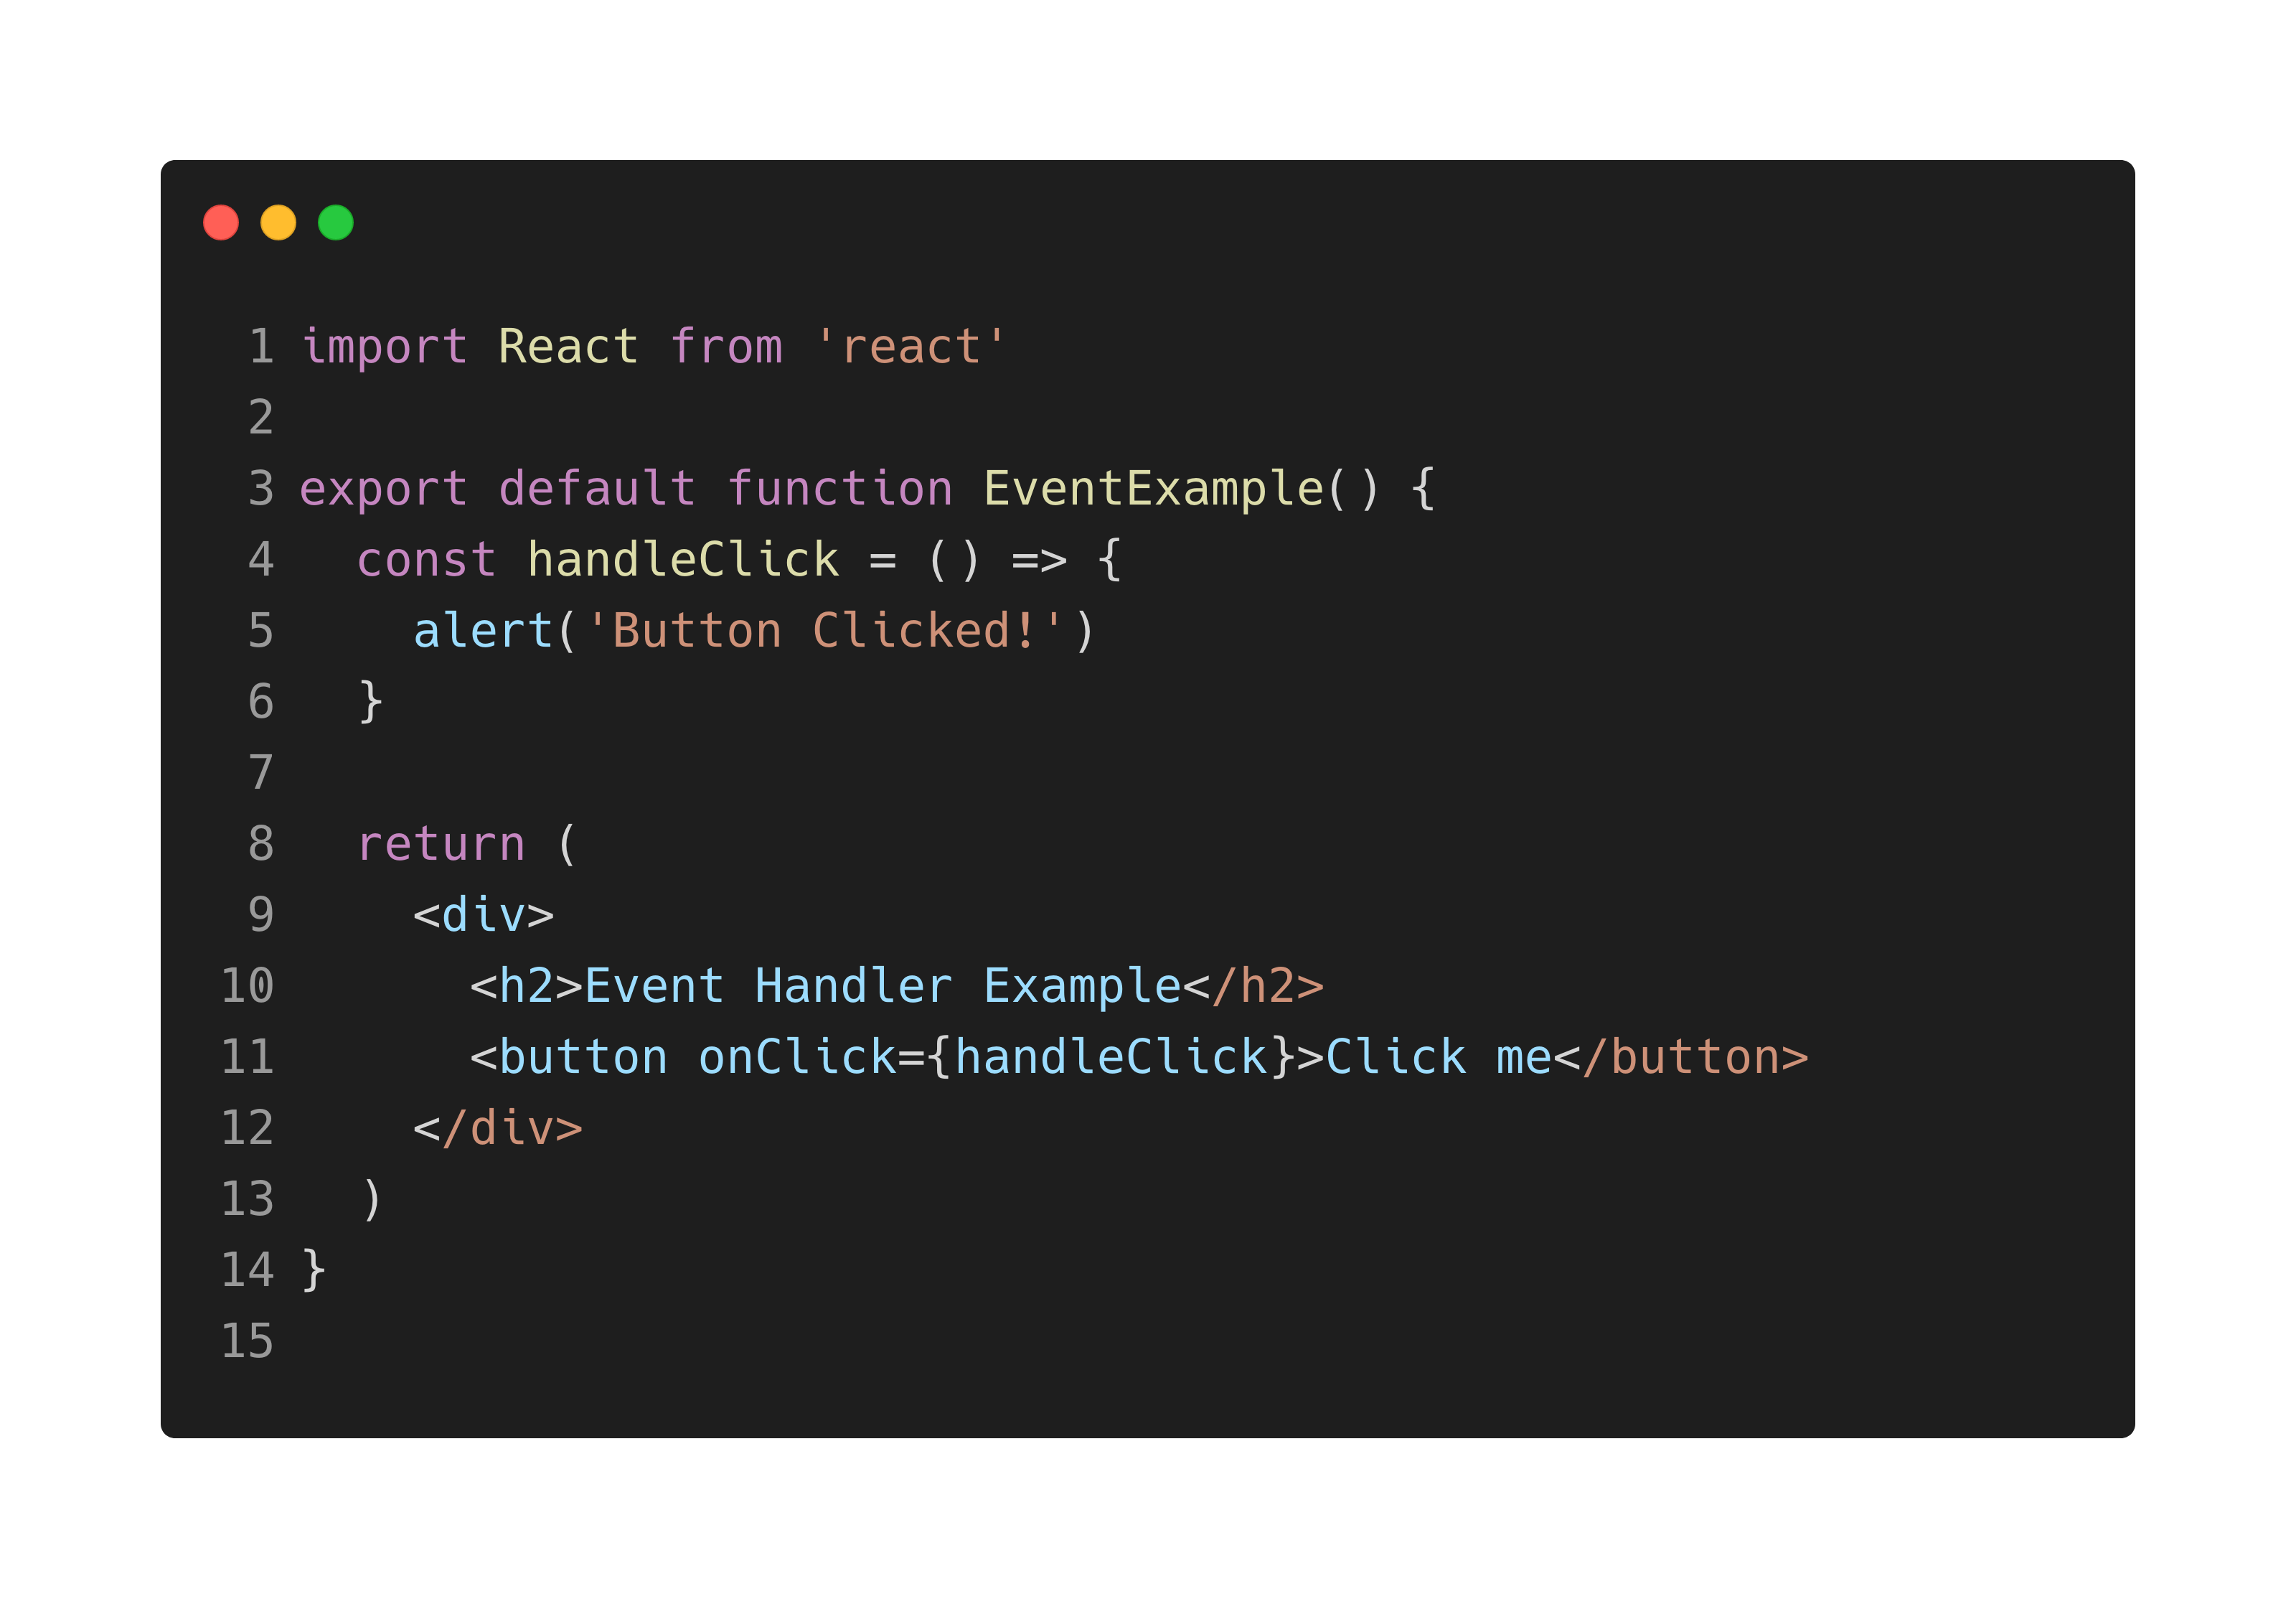 1 import React from 'react'
2
3 export default function EventExample() {
4   const handleClick = () => {
5     alert('Button Clicked!')
6   }
7
8   return (
9     <div>
10       <h2>Event Handler Example</h2>
11       <button onClick={handleClick}>Click me</button>
12     </div>
13   )
14 }
15